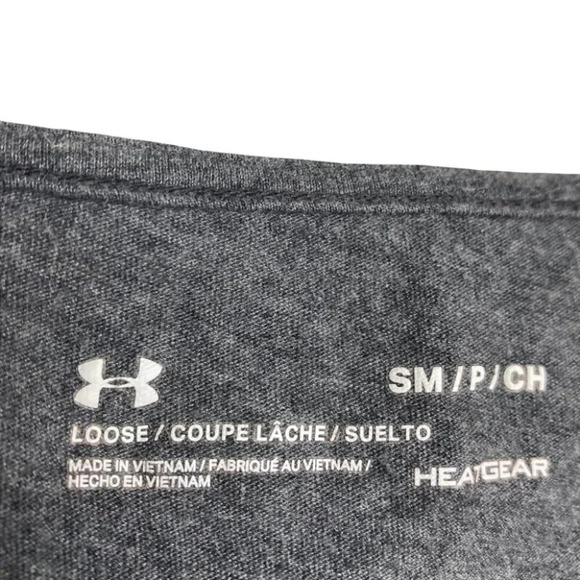 SM/P/CH
LOOSE / COUPE LÂCHE / SUELTO
MADE IN VIETNAM / FABRIQUÉ AU VIETNAM /
HECHO EN VIETNAM
HEATGEAR